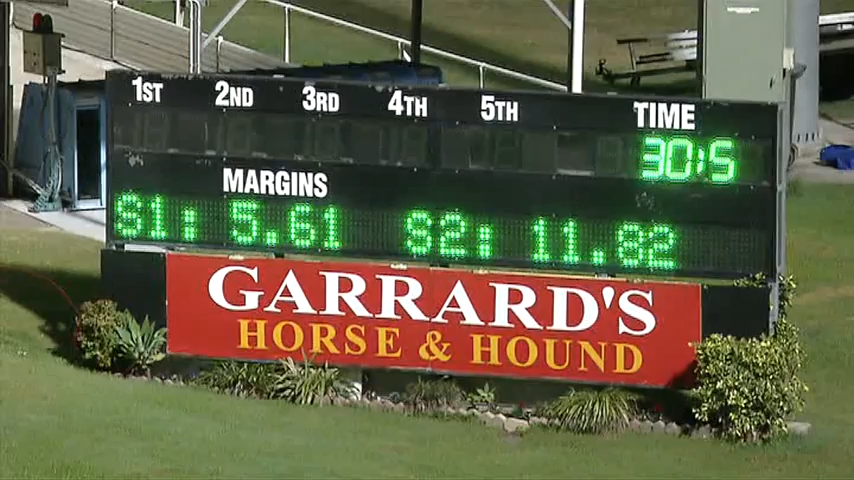 1ST 2ND 3RD 4TH 5TH TIME
30:5
MARGINS
S1: 5.61 S2: 11.82
GARRARD'S
HORSE & HOUND